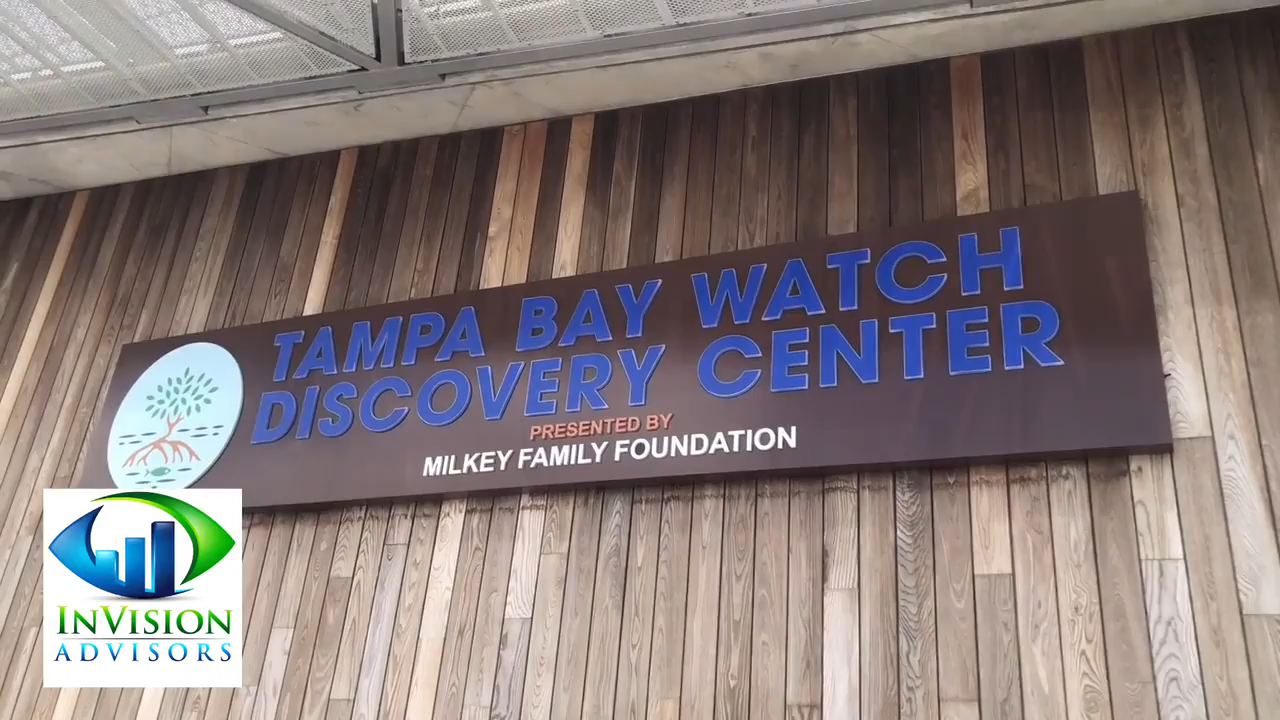 TAMPA BAY WATCH
DISCOVERY CENTER
PRESENTED BY
MILKEY FAMILY FOUNDATION
INVISION
ADVISORS